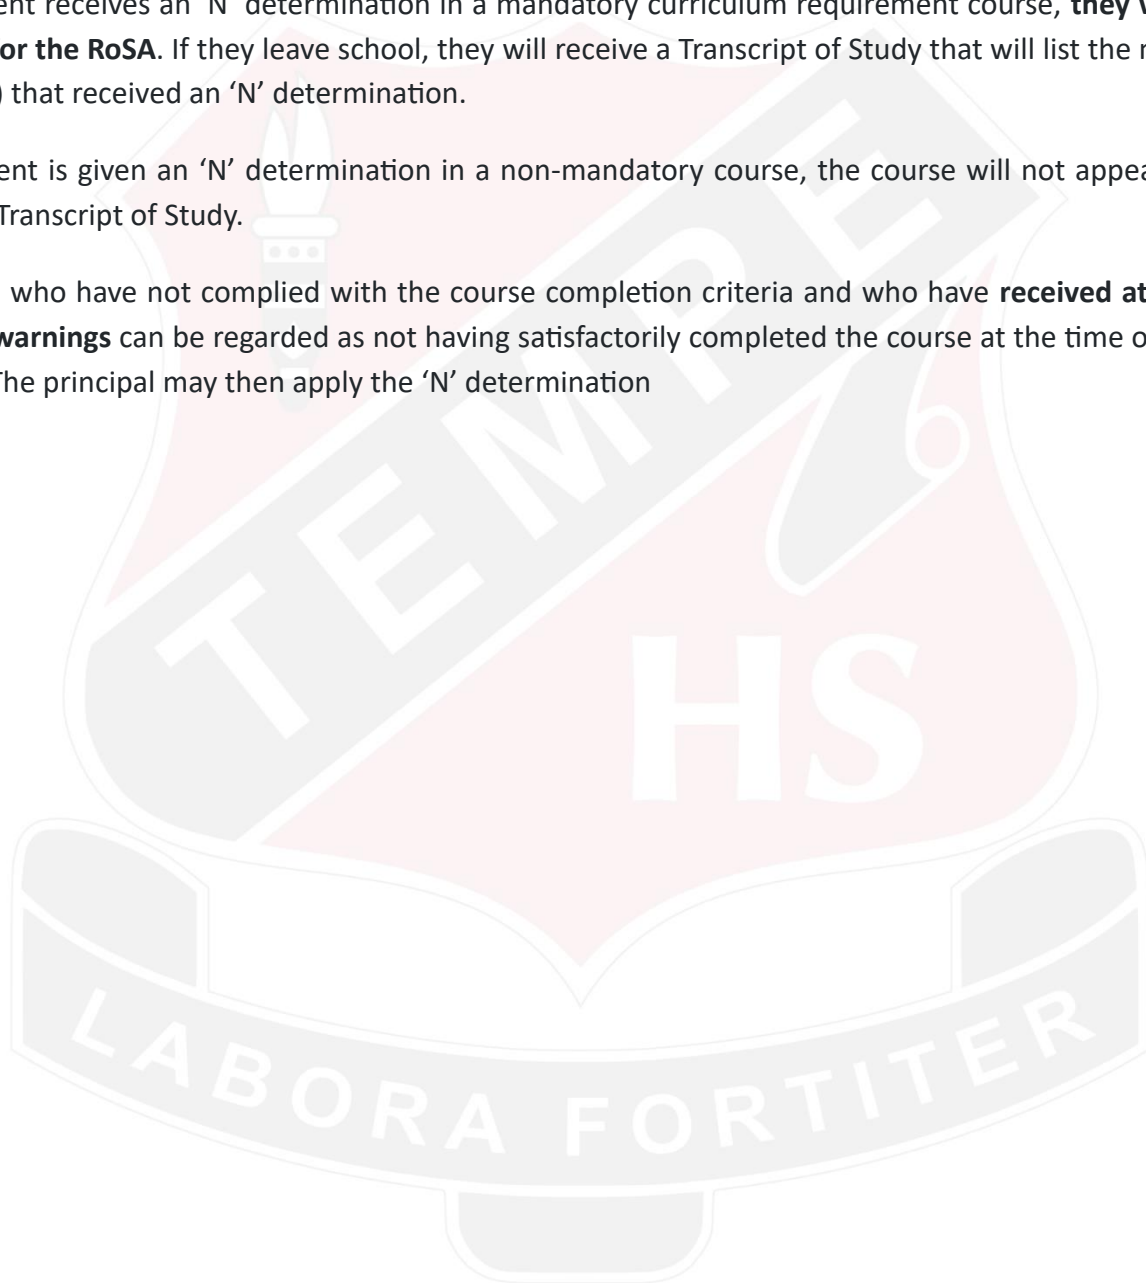 ent receives an 'N' determination in a mandatory curriculum requirement course, they
or the RoSA. If they leave school, they will receive a Transcript of Study that will list the
) that received an ‘N’ determination.
ent is given an ‘N’ determination in a non-mandatory course, the course will not appea
Transcript of Study.
who have not complied with the course completion criteria and who have received at
warnings can be regarded as not having satisfactorily completed the course at the time o
The principal may then apply the ‘N’ determination
TEMPE
HS
LABORA FORTITER